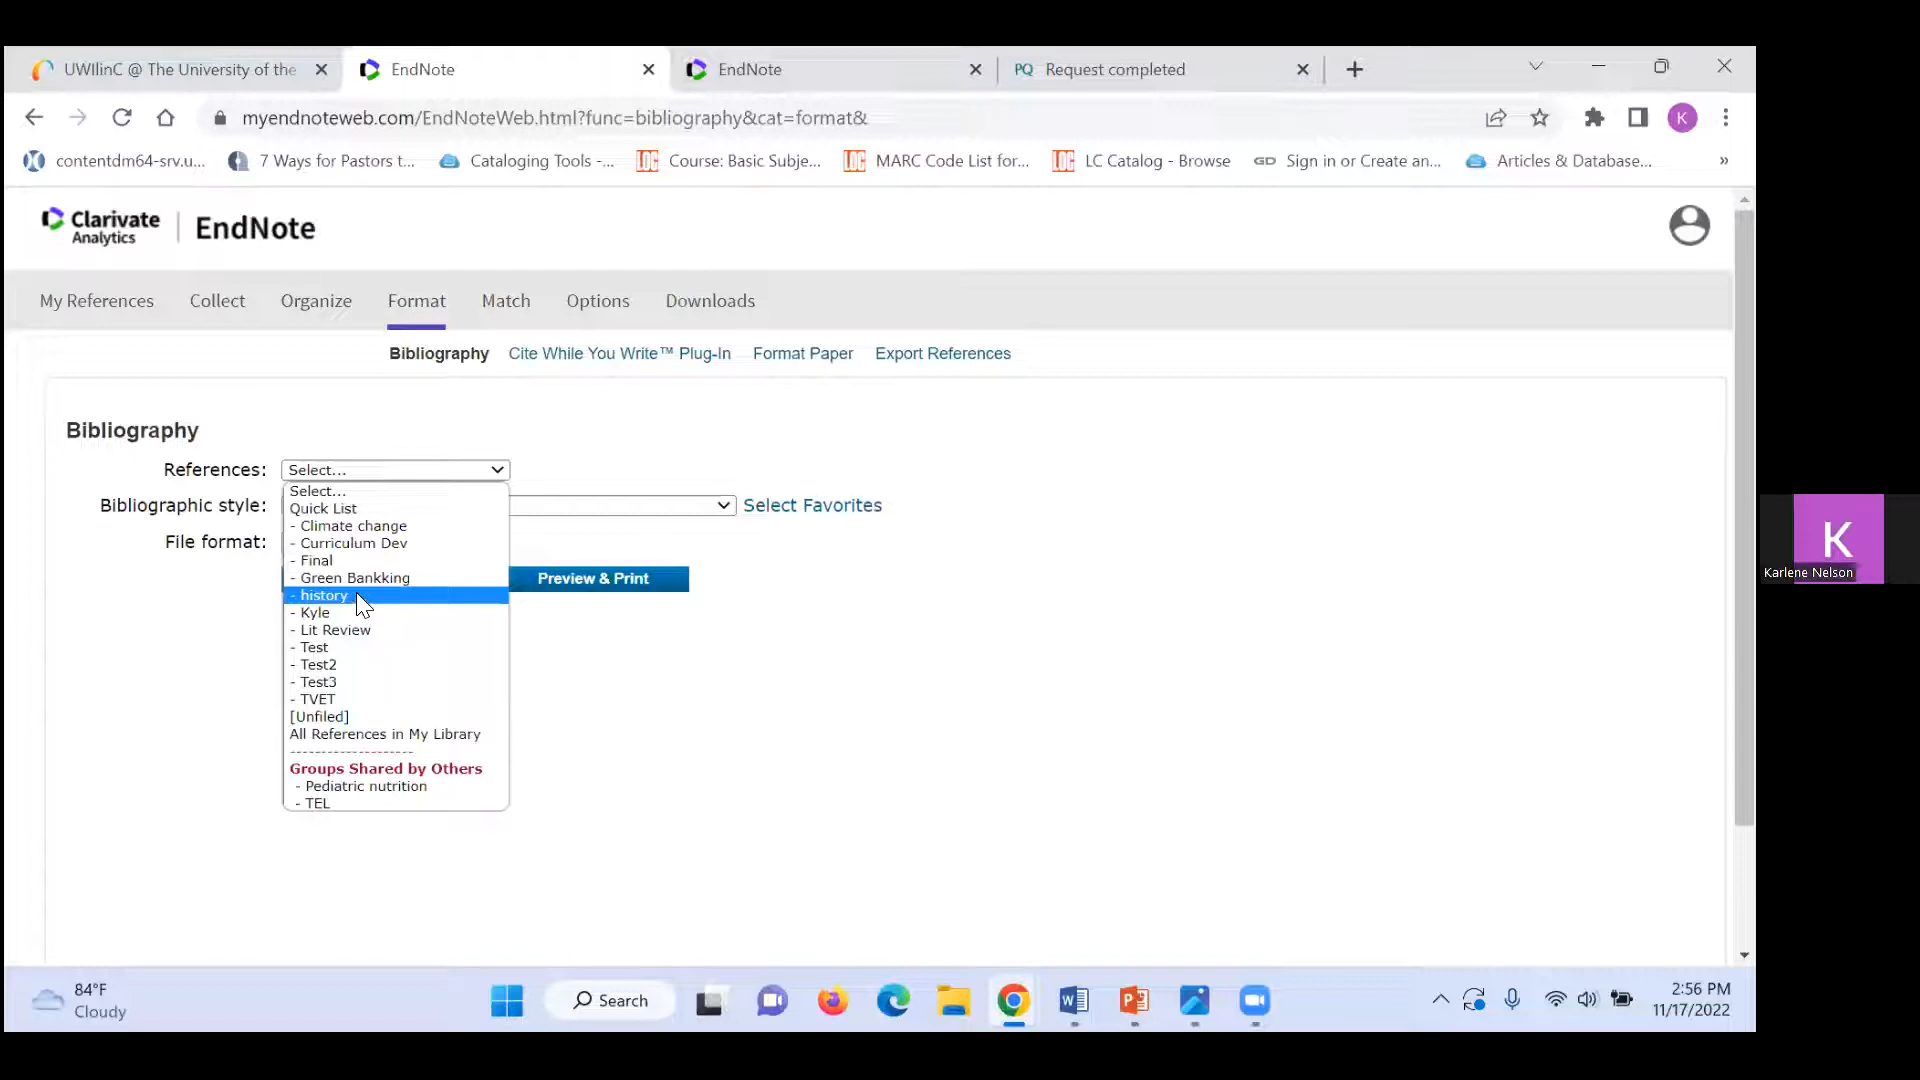 UWIlinC @ The University of the
EndNote
EndNote
PQ Request completed
myendnoteweb.com/EndNoteWeb.html?func=bibliography&cat=format&
K
contentdm64-srv.u...
7 Ways for Pastors t...
Cataloging Tools -...
Course: Basic Subje...
MARC Code List for...
LC Catalog - Browse
GD Sign in or Create an...
Articles & Database...
»
Clarivate
Analytics
EndNote
My References
Collect
Organize
Format
Match
Options
Downloads
Bibliography
Cite While You Write™ Plug-In
Format Paper
Export References
Bibliography
References:
Select...
Select...
Quick List
Bibliographic style:
Select Favorites
- Climate change
File format:
- Curriculum Dev
- Final
- Green Bankking
Preview & Print
- history
- Kyle
- Lit Review
- Test
- Test2
- Test3
- TVET
[Unfiled]
All References in My Library
--------------------
Groups Shared by Others
- Pediatric nutrition
- TEL
K
Karlene Nelson
84°F
Cloudy
Search
2:56 PM
11/17/2022